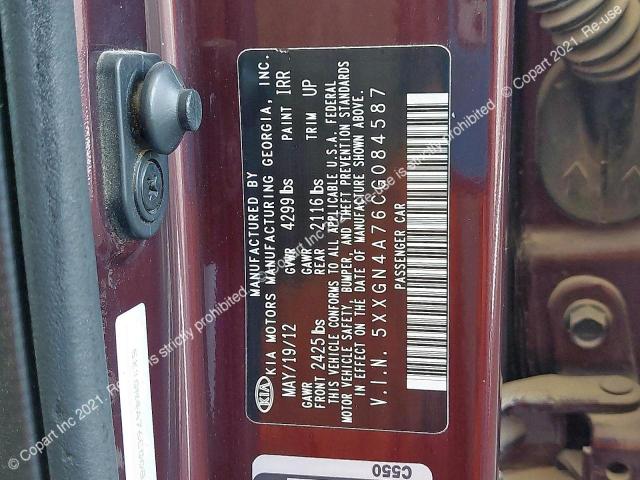 MANUFACTURED BY
KIA KIA MOTORS MANUFACTURING GEORGIA, INC.
MAY/19/12 GVWR 4299 lbs PAINT IRR
GAWR FRONT 2425 lbs GAWR REAR 2116 lbs TRIM UP
THIS VEHICLE CONFORMS TO ALL APPLICABLE U.S.A. FEDERAL
MOTOR VEHICLE SAFETY, BUMPER, AND THEFT PREVENTION STANDARDS
IN EFFECT ON THE DATE OF MANUFACTURE SHOWN ABOVE.
V.I.N. 5XXGN4A76CG084587
PASSENGER CAR
C550
© Copart Inc 2021. Re-use is strictly prohibited.
© Copart 2021. Re-use